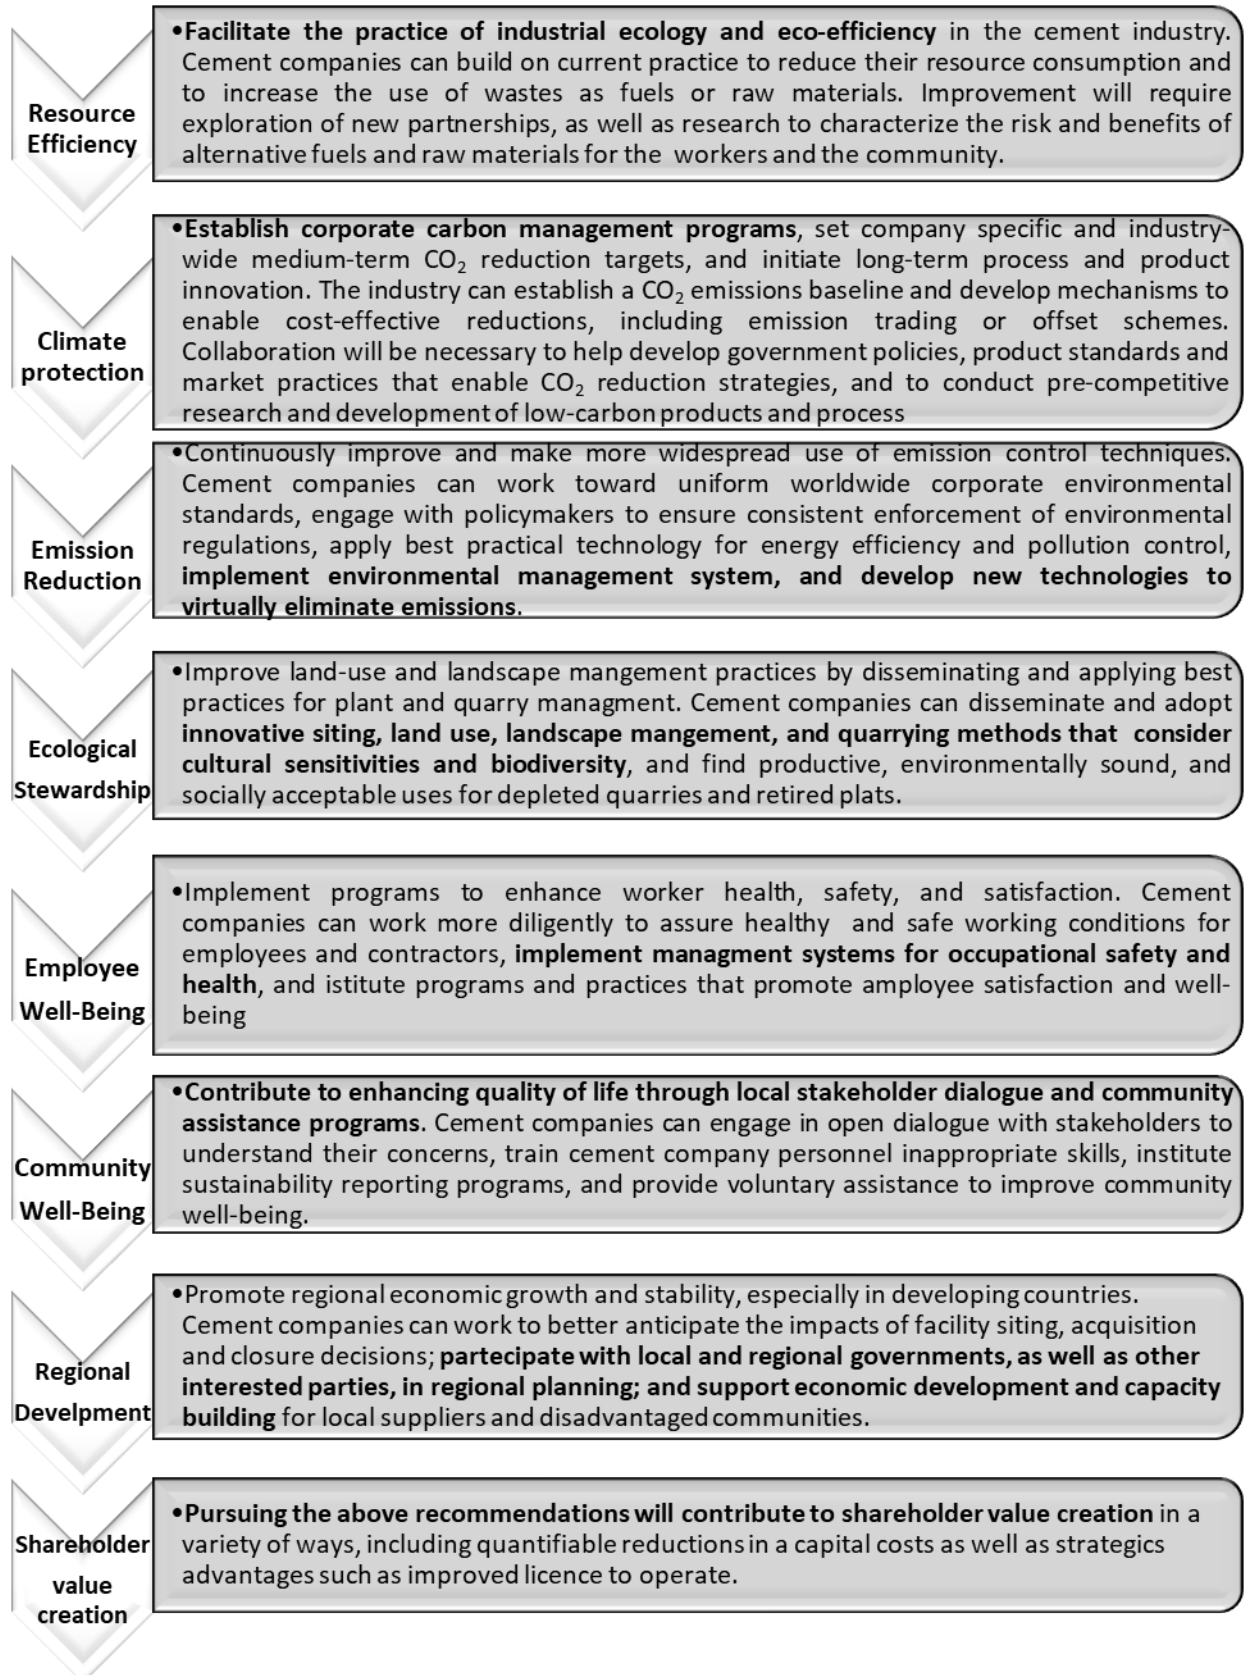 Resource
Efficiency
•Facilitate the practice of industrial ecology and eco-efficiency in the cement industry.
Cement companies can build on current practice to reduce their resource consumption and
to increase the use of wastes as fuels or raw materials. Improvement will require
exploration of new partnerships, as well as research to characterize the risk and benefits of
alternative fuels and raw materials for the workers and the community.
Climate
protection
•Establish corporate carbon management programs, set company specific and industry-
wide medium-term CO₂ reduction targets, and initiate long-term process and product
innovation. The industry can establish a CO₂ emissions baseline and develop mechanisms to
enable cost-effective reductions, including emission trading or offset schemes.
Collaboration will be necessary to help develop government policies, product standards and
market practices that enable CO₂ reduction strategies, and to conduct pre-competitive
research and development of low-carbon products and process
Emission
Reduction
•Continuously improve and make more widespread use of emission control techniques.
Cement companies can work toward uniform worldwide corporate environmental
standards, engage with policymakers to ensure consistent enforcement of environmental
regulations, apply best practical technology for energy efficiency and pollution control,
implement environmental management system, and develop new technologies to
virtually eliminate emissions.
Ecological
Stewardship
•Improve land-use and landscape mangement practices by disseminating and applying best
practices for plant and quarry managment. Cement companies can disseminate and adopt
innovative siting, land use, landscape mangement, and quarrying methods that consider
cultural sensitivities and biodiversity, and find productive, environmentally sound, and
socially acceptable uses for depleted quarries and retired plats.
Employee
Well-Being
•Implement programs to enhance worker health, safety, and satisfaction. Cement
companies can work more diligently to assure healthy and safe working conditions for
employees and contractors, implement managment systems for occupational safety and
health, and istitute programs and practices that promote amployee satisfaction and well-
being
Community
Well-Being
•Contribute to enhancing quality of life through local stakeholder dialogue and community
assistance programs. Cement companies can engage in open dialogue with stakeholders to
understand their concerns, train cement company personnel inappropriate skills, institute
sustainability reporting programs, and provide voluntary assistance to improve community
well-being.
Regional
Develpment
•Promote regional economic growth and stability, especially in developing countries.
Cement companies can work to better anticipate the impacts of facility siting, acquisition
and closure decisions; partecipate with local and regional governments, as well as other
interested parties, in regional planning; and support economic development and capacity
building for local suppliers and disadvantaged communities.
Shareholder
value
creation
•Pursuing the above recommendations will contribute to shareholder value creation in a
variety of ways, including quantifiable reductions in a capital costs as well as strategics
advantages such as improved licence to operate.